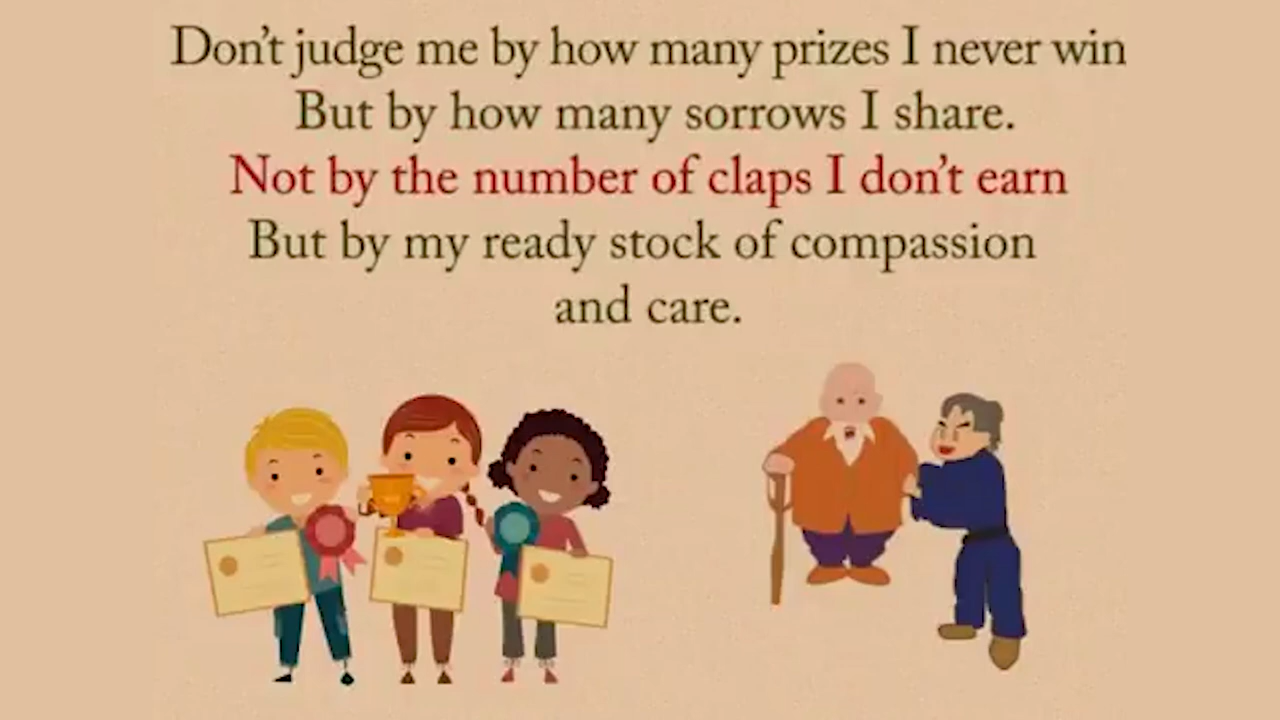 Don't judge me by how many prizes I never win
But by how many sorrows I share.
Not by the number of claps I don't earn
But by my ready stock of compassion
and care.